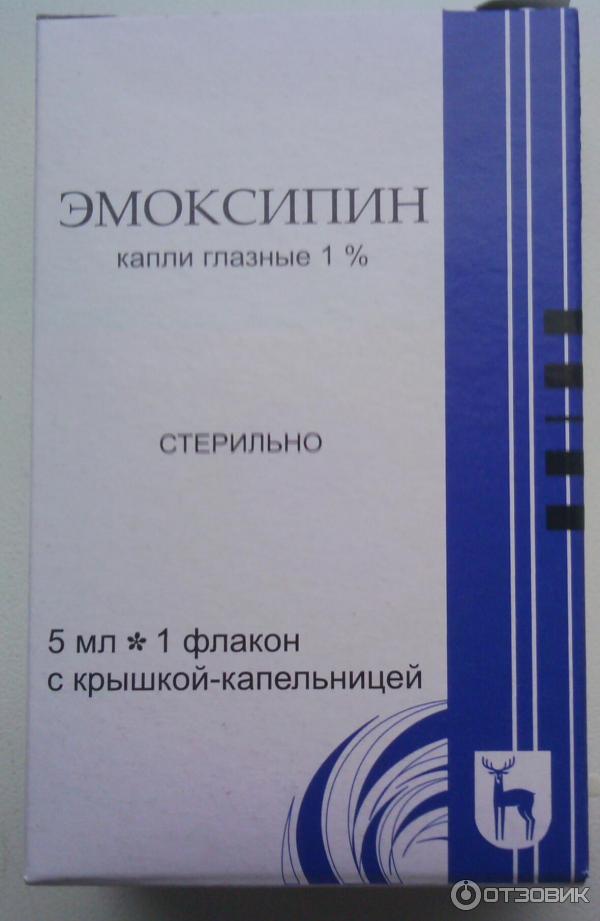 ЭМОКСИПИН
капли глазные 1 %
СТЕРИЛЬНО
5 мл * 1 флакон
с крышкой-капельницей
ОТЗОВИК